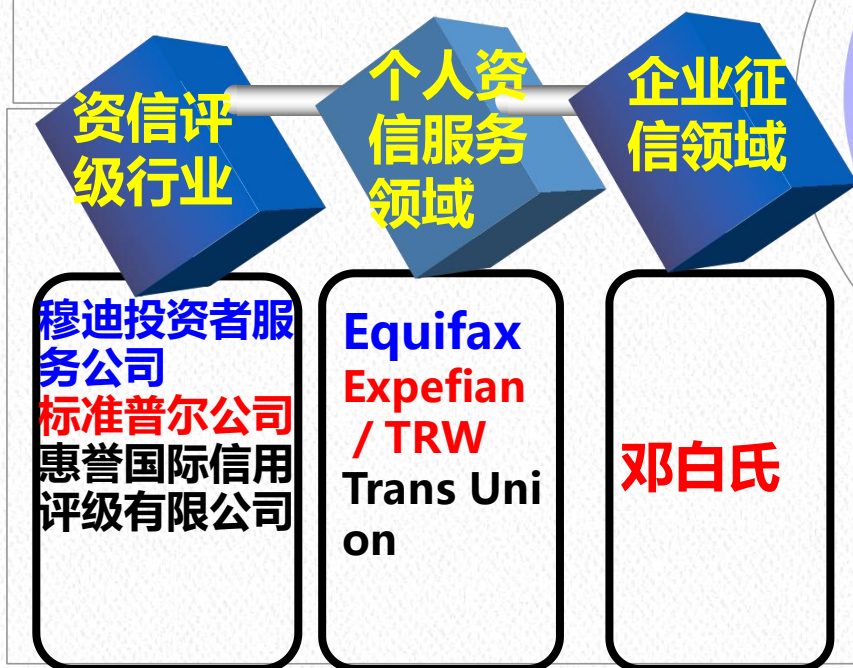 资信评
级行业
个人资
信服务
领域
企业征
信领域
穆迪投资者服
务公司
标准普尔公司
惠誉国际信用
评级有限公司
Equifax
Expefian
/ TRW
Trans Uni
on
邓白氏